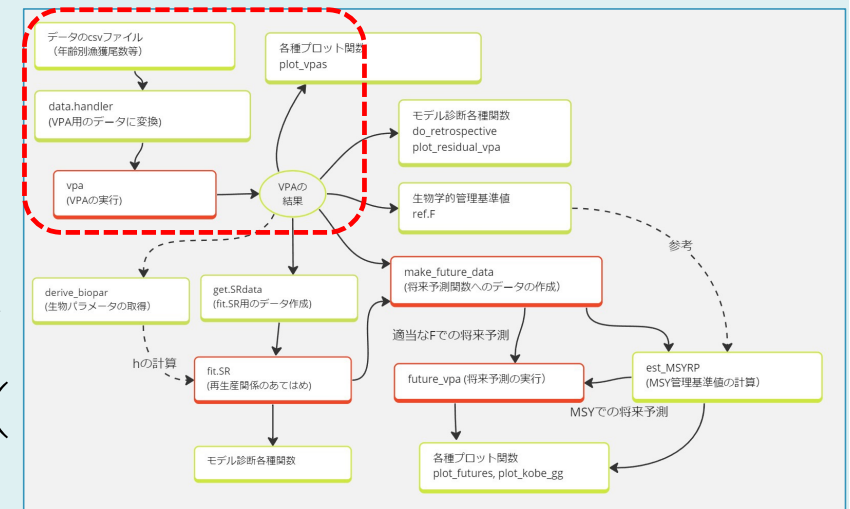 データのcsvファイル
（年齢別漁獲尾数等）
各種プロット関数
plot_vpas
data.handler
(VPA用のデータに変換)
モデル診断各種関数
do_retrospective
plot_residual_vpa
vpa
(VPAの実行)
VPAの
結果
生物学的管理基準値
ref.F
参考
derive_biopar
(生物パラメータの取得）
get.SRdata
(fit.SR用のデータ作成)
make_future_data
(将来予測関数へのデータの作成）
適当なFでの将来予測
hの計算
fit.SR
(再生産関係のあてはめ)
future_vpa (将来予測の実行）
est_MSYRP
(MSY管理基準値の計算）
MSYでの将来予測
モデル診断各種関数
各種プロット関数
plot_futures, plot_kobe_gg